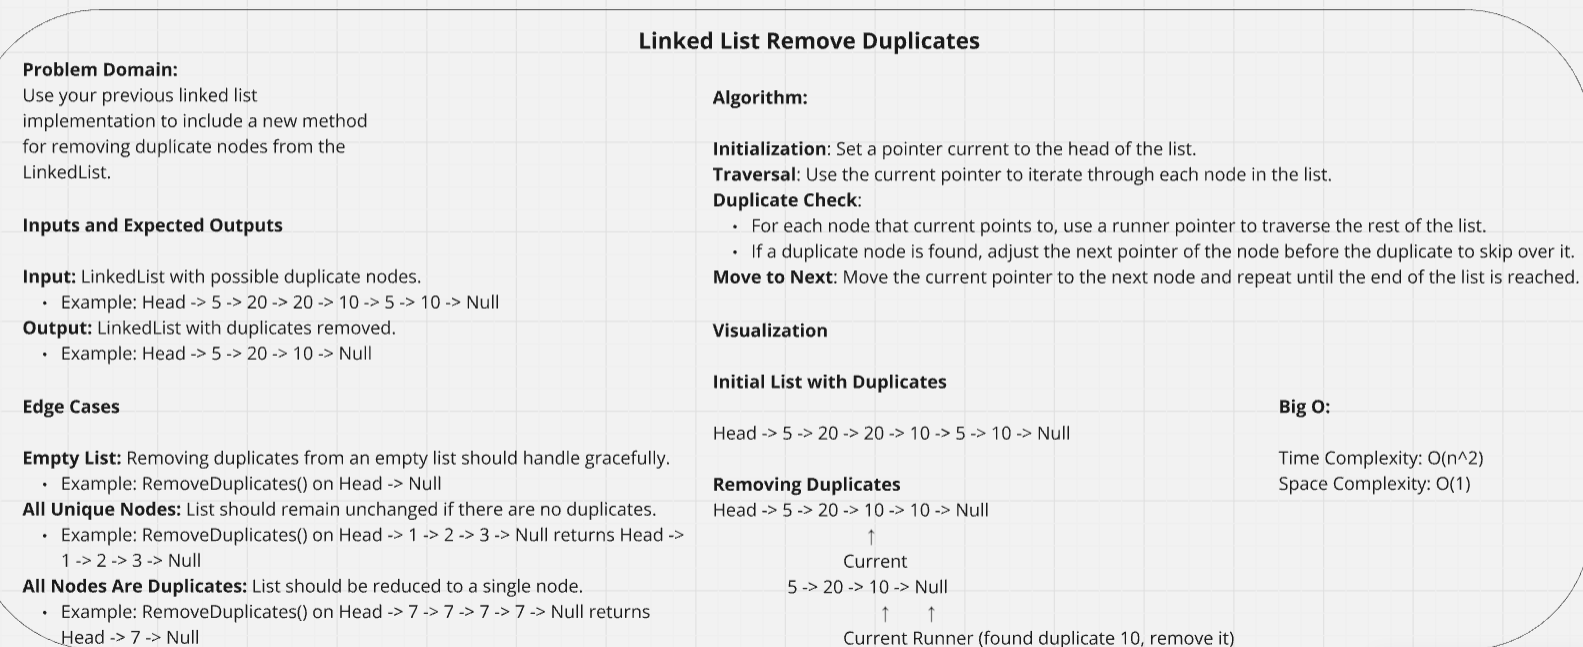 Linked List Remove Duplicates
Problem Domain:
Use your previous linked list
implementation to include a new method
for removing duplicate nodes from the
LinkedList.
Inputs and Expected Outputs
Input: LinkedList with possible duplicate nodes.
• Example: Head -> 5 -> 20 -> 20 -> 10 -> 5 -> 10 -> Null
Output: LinkedList with duplicates removed.
• Example: Head -> 5 -> 20 -> 10 -> Null
Edge Cases
Empty List: Removing duplicates from an empty list should handle gracefully.
• Example: RemoveDuplicates() on Head -> Null
All Unique Nodes: List should remain unchanged if there are no duplicates.
• Example: RemoveDuplicates() on Head -> 1 -> 2 -> 3 -> Null returns Head ->
1 -> 2 -> 3 -> Null
All Nodes Are Duplicates: List should be reduced to a single node.
• Example: RemoveDuplicates() on Head -> 7 -> 7 -> 7 -> 7 -> Null returns
Head -> 7 -> Null
Algorithm:
Initialization: Set a pointer current to the head of the list.
Traversal: Use the current pointer to iterate through each node in the list.
Duplicate Check:
• For each node that current points to, use a runner pointer to traverse the rest of the list.
• If a duplicate node is found, adjust the next pointer of the node before the duplicate to skip over it.
Move to Next: Move the current pointer to the next node and repeat until the end of the list is reached.
Visualization
Initial List with Duplicates
Head -> 5 -> 20 -> 20 -> 10 -> 5 -> 10 -> Null
Removing Duplicates
Head -> 5 -> 20 -> 10 -> 10 -> Null
↑
Current
5 -> 20 -> 10 -> Null
↑ ↑
Current Runner (found duplicate 10, remove it)
Big O:
Time Complexity: O(n^2)
Space Complexity: O(1)